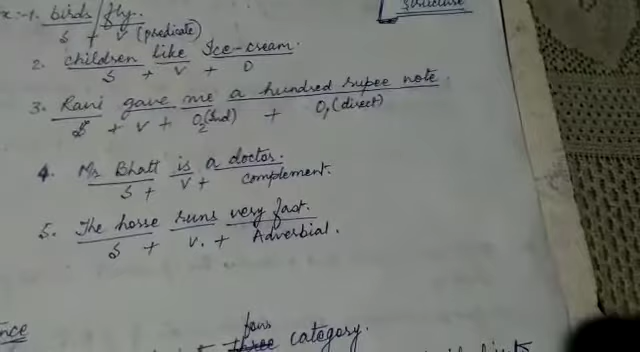 Structure
x:-1. birds / fly.
S + V (predicate)
2. children like Ice-cream.
S + V + O
3. Rani gave me a hundred rupee note.
S + V + O2(Ind) + O1(direct)
4. Mr Bhatt is a doctor.
S + V + complement.
5. The horse runs very fast.
S + V. + Adverbial.
four
three category.